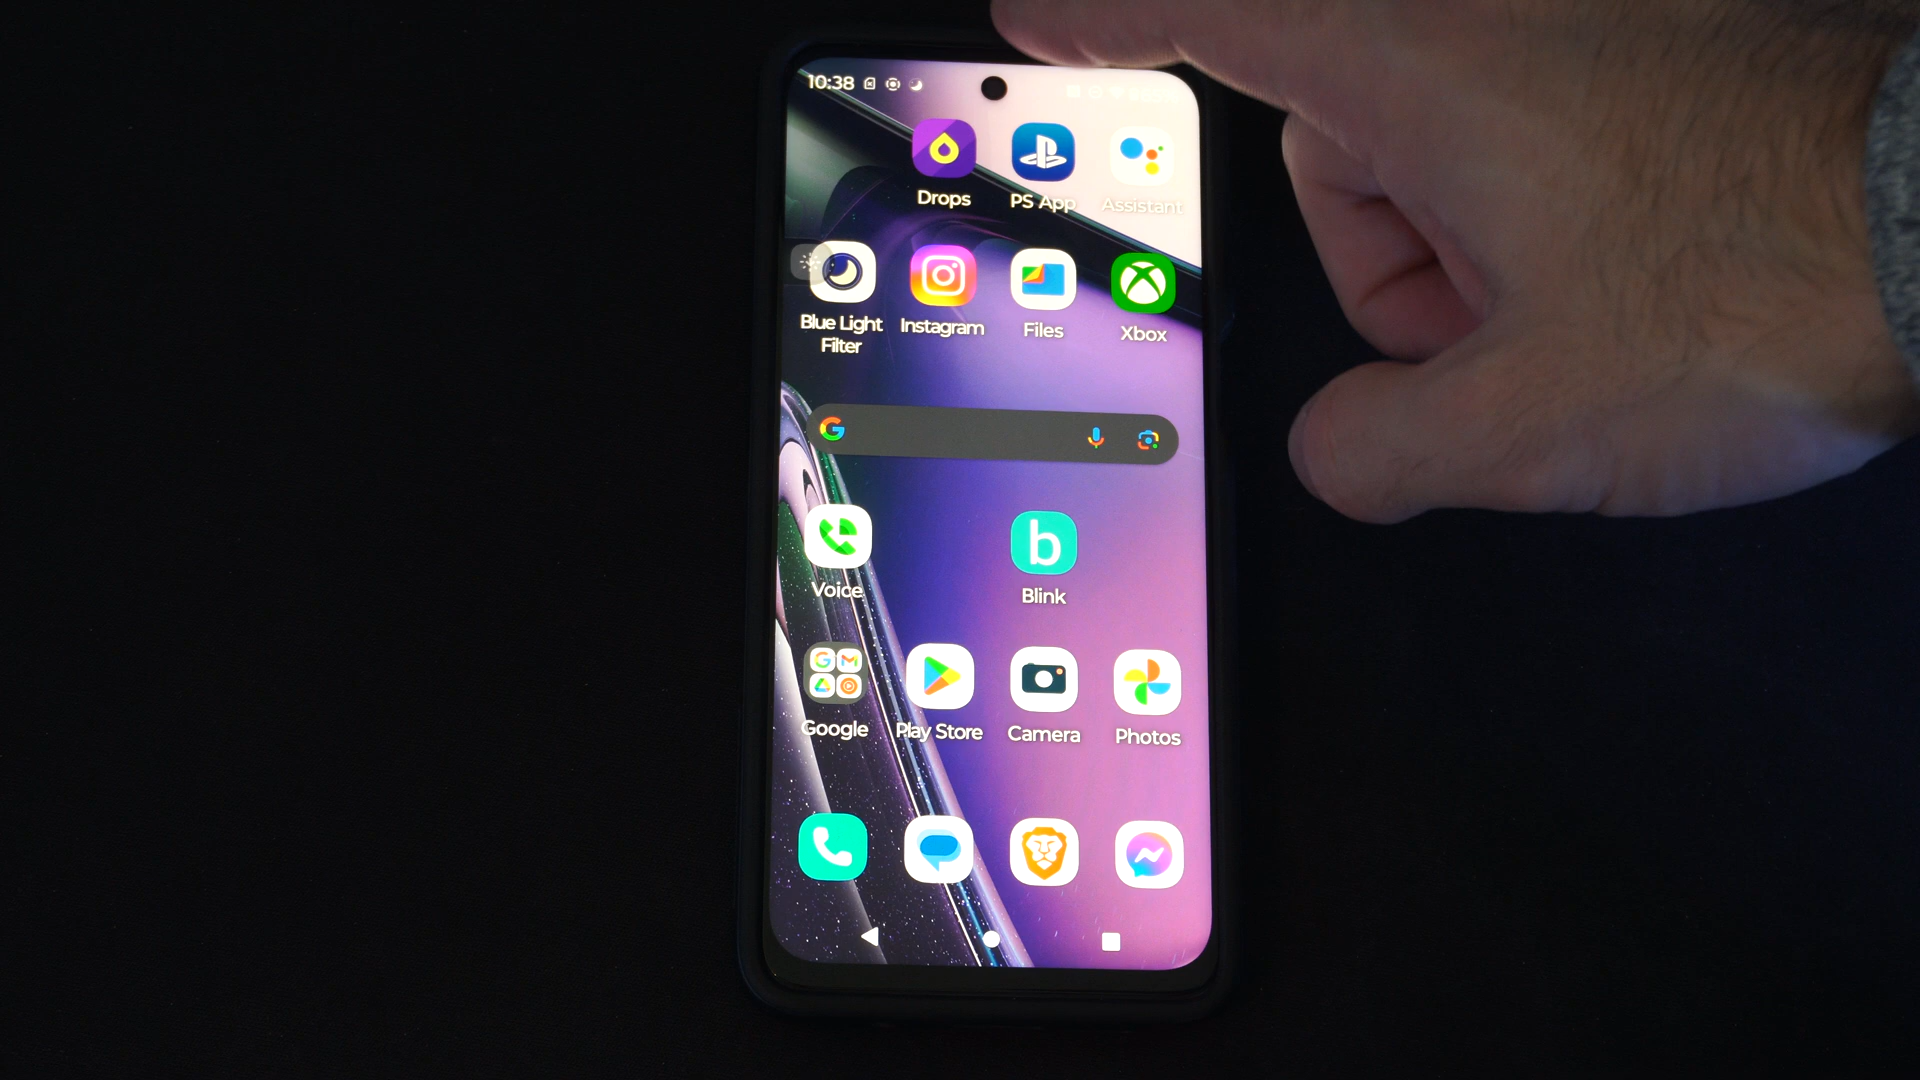 10:38
Drops
PS App
Assistant
Blue Light
Filter
Instagram
Files
Xbox
G
Voice
b
Blink
Google
Play Store
Camera
Photos